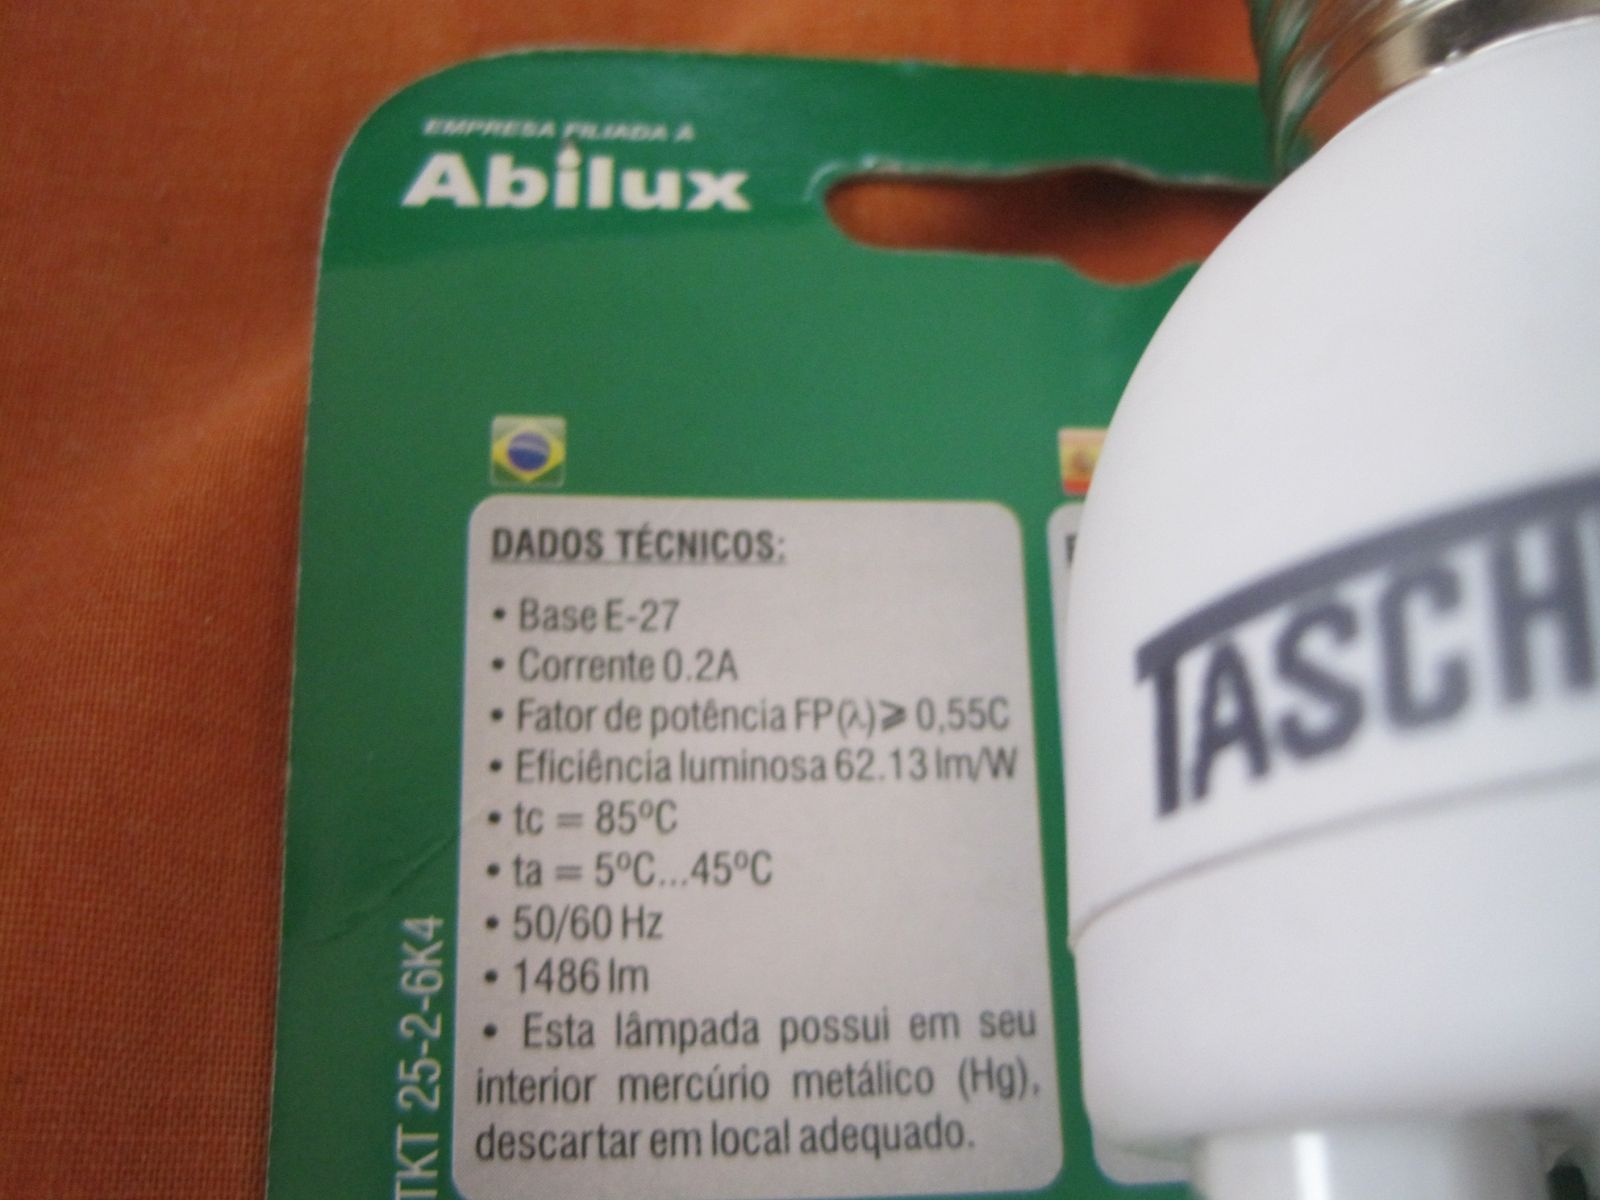 EMPRESA FILIADA À
Abilux
DADOS TÉCNICOS:
• Base E-27
• Corrente 0.2A
• Fator de potência FP(λ)⩾ 0,55C
• Eficiência luminosa 62.13 lm/W
• tc = 85ºC
• ta = 5ºC...45ºC
• 50/60 Hz
• 1486 lm
• Esta lâmpada possui em seu
interior mercúrio metálico (Hg),
descartar em local adequado.
TKT 25-2-6K4
TASCH